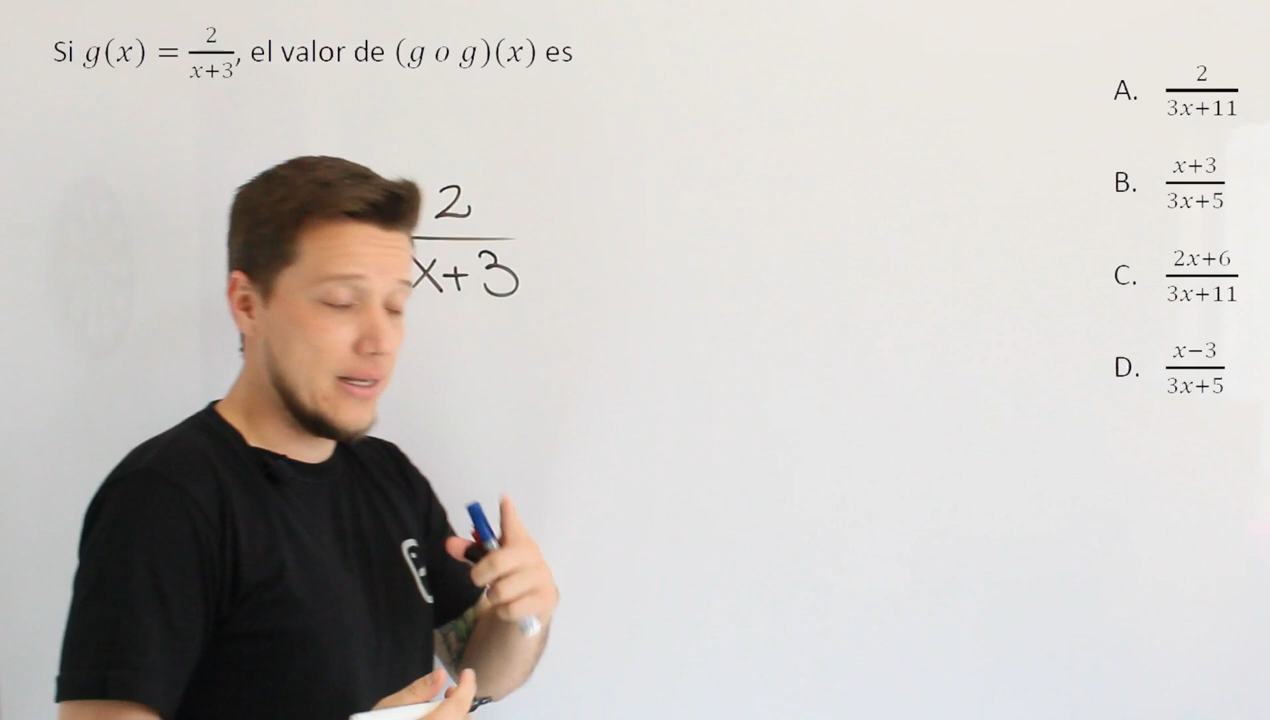 Si g(x) = 2/(x+3), el valor de (g o g)(x) es
A. 2/(3x+11)
B. (x+3)/(3x+5)
C. (2x+6)/(3x+11)
D. (x−3)/(3x+5)
2
x+3